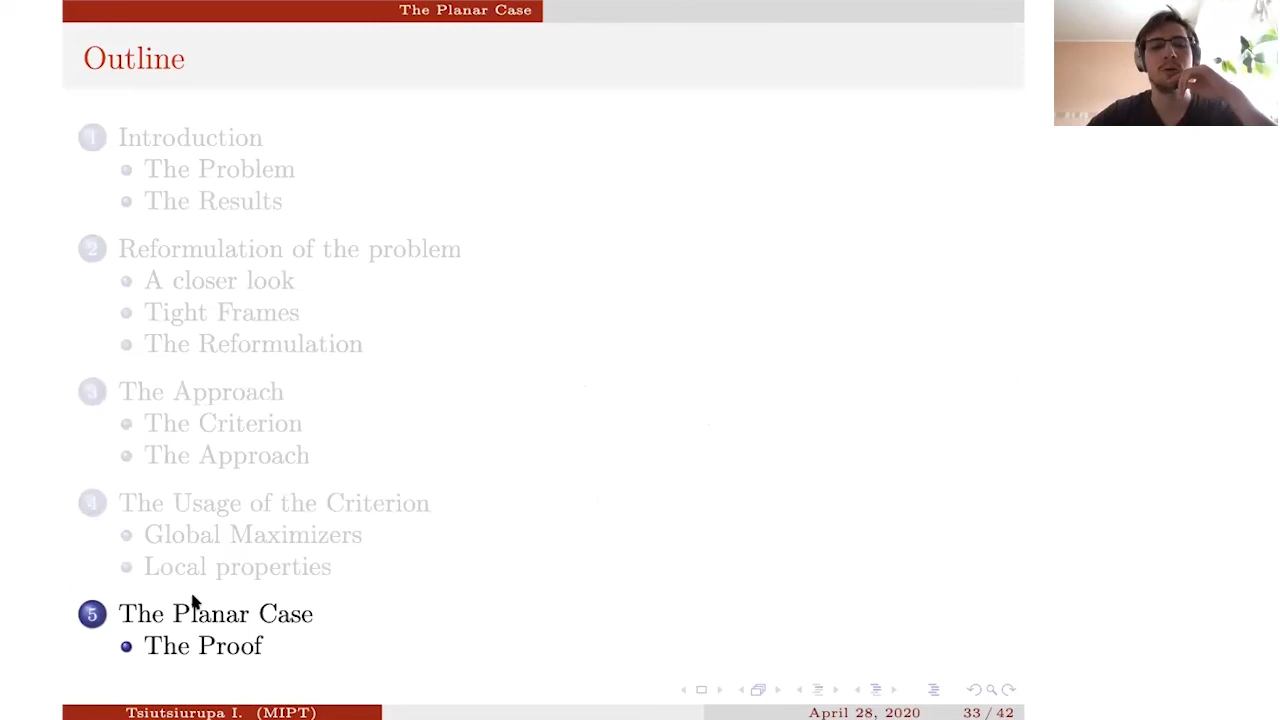 The Planar Case
Outline
1 Introduction
The Problem
The Results
2 Reformulation of the problem
A closer look
Tight Frames
The Reformulation
3 The Approach
The Criterion
The Approach
4 The Usage of the Criterion
Global Maximizers
Local properties
5 The Planar Case
The Proof
Tsiutsiurupa I. (MIPT)
April 28, 2020
33 / 42